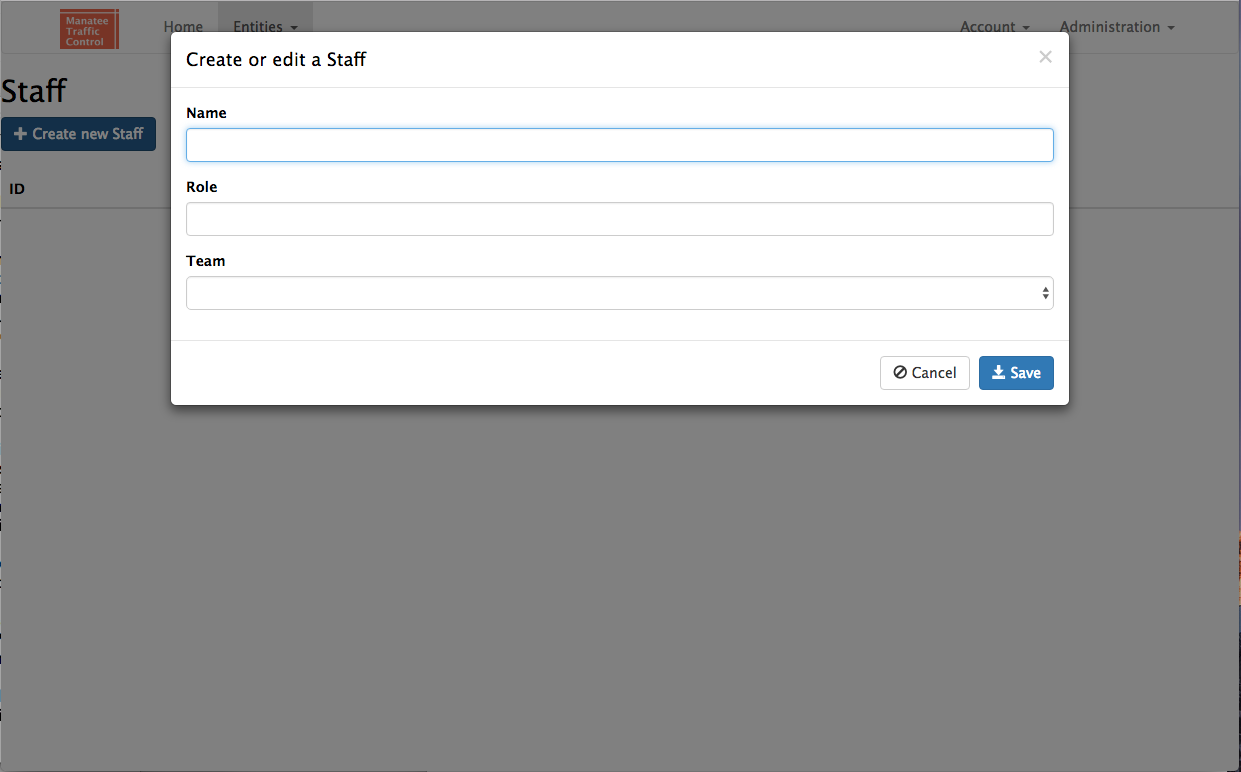 Manatee
Traffic
Control
Home
Entities
Account
Administration
Staff
Create new Staff
ID
Create or edit a Staff
×
Name
Role
Team
Cancel
Save